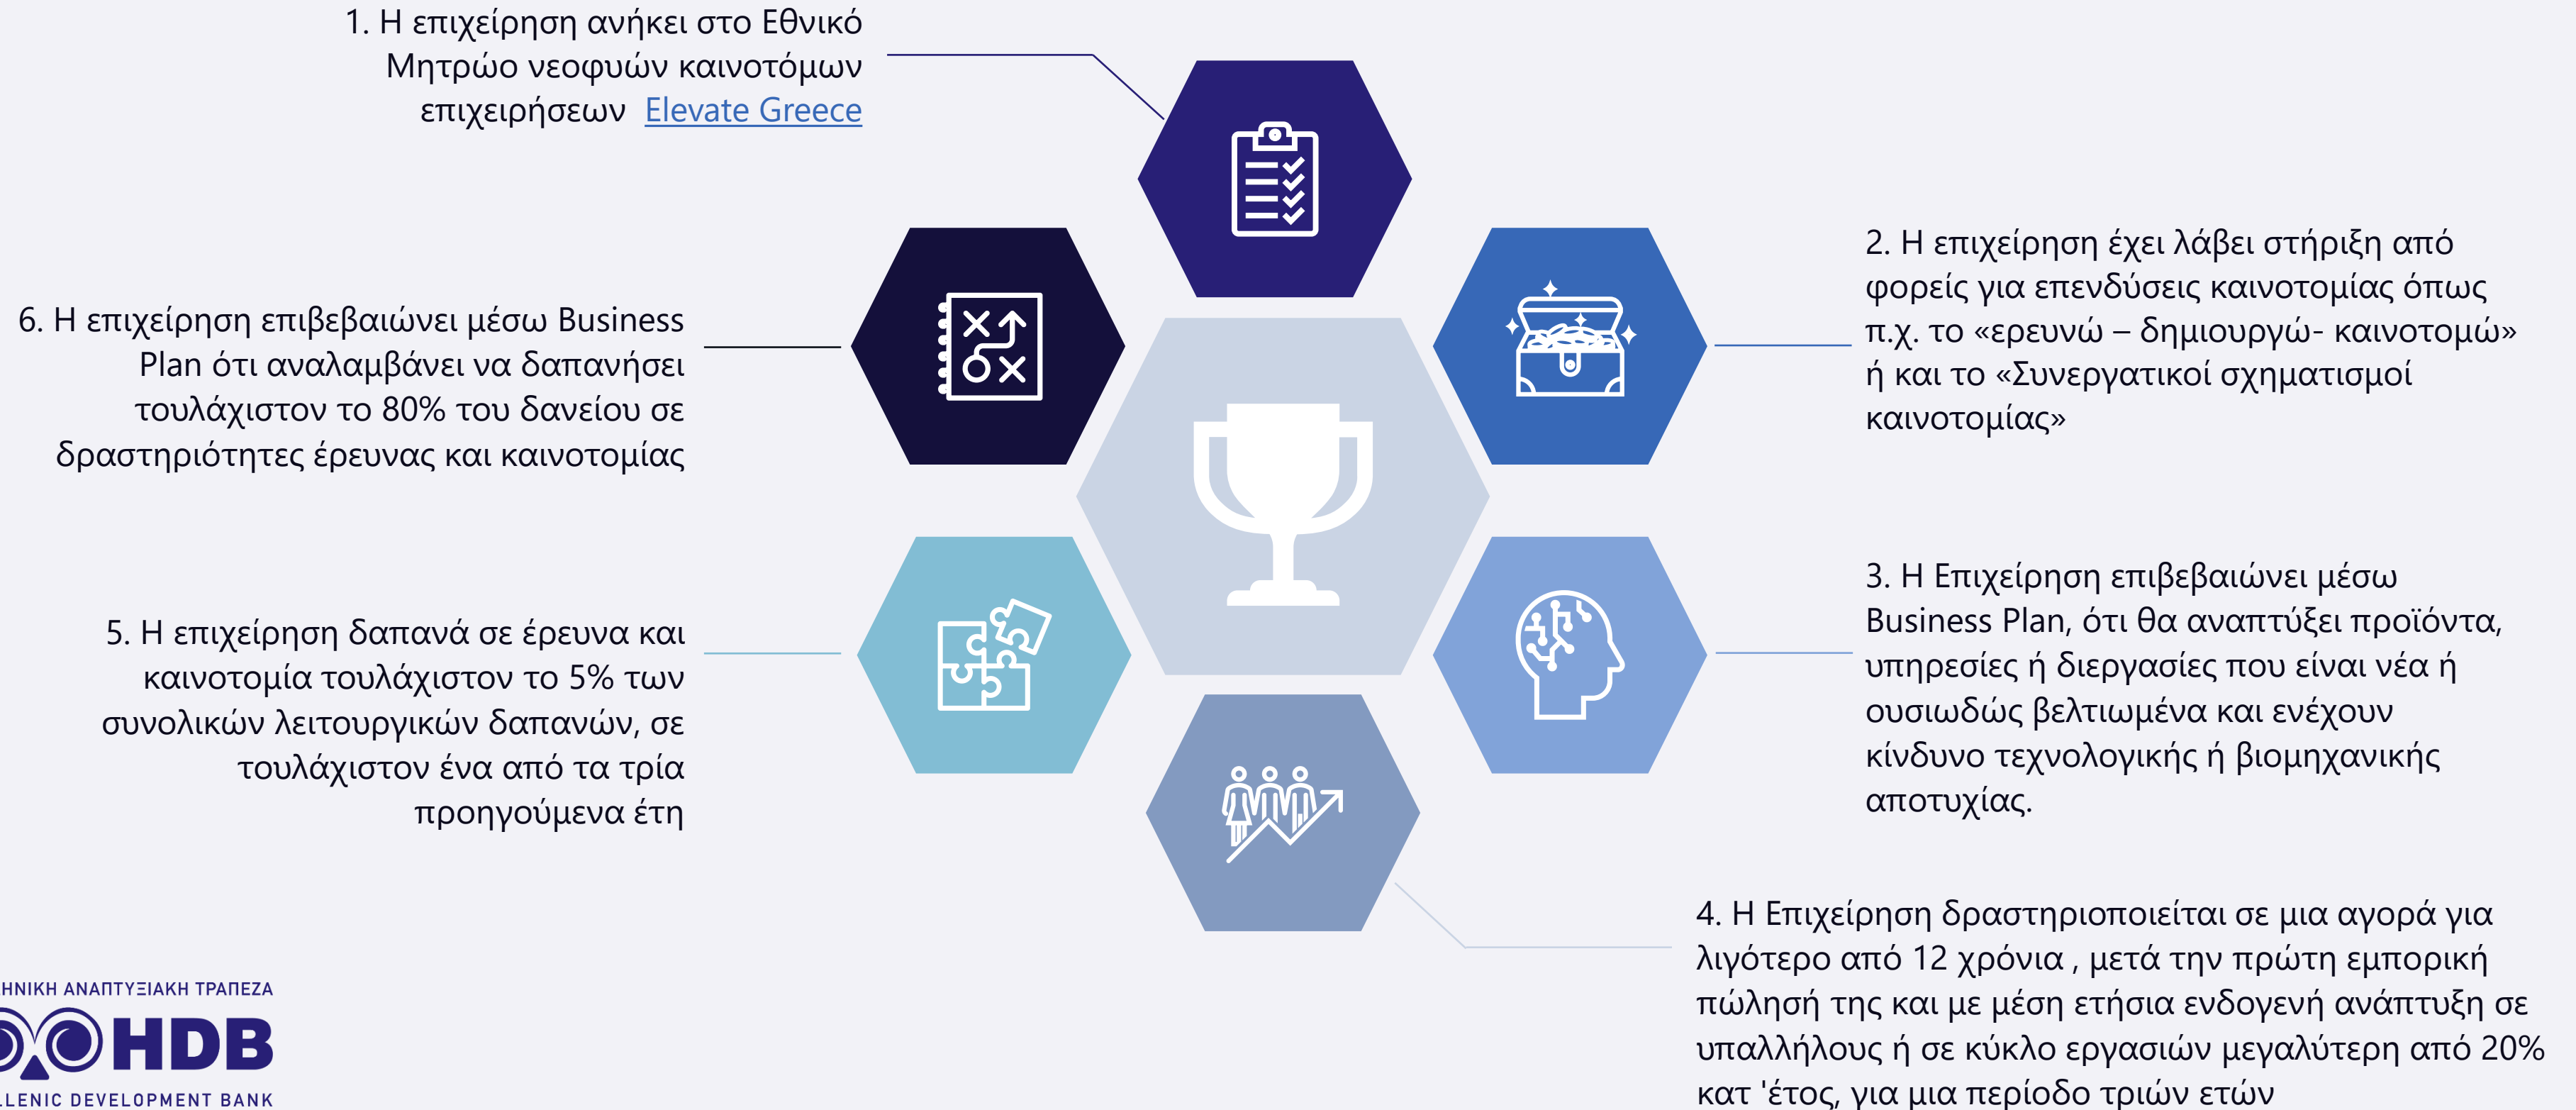 1. Η επιχείρηση ανήκει στο Εθνικό
Μητρώο νεοφυών καινοτόμων
επιχειρήσεων Elevate Greece
2. Η επιχείρηση έχει λάβει στήριξη από
φορείς για επενδύσεις καινοτομίας όπως
π.χ. το «ερευνώ – δημιουργώ- καινοτομώ»
ή και το «Συνεργατικοί σχηματισμοί
καινοτομίας»
3. Η Επιχείρηση επιβεβαιώνει μέσω
Business Plan, ότι θα αναπτύξει προϊόντα,
υπηρεσίες ή διεργασίες που είναι νέα ή
ουσιωδώς βελτιωμένα και ενέχουν
κίνδυνο τεχνολογικής ή βιομηχανικής
αποτυχίας.
4. Η Επιχείρηση δραστηριοποιείται σε μια αγορά για
λιγότερο από 12 χρόνια , μετά την πρώτη εμπορική
πώλησή της και με μέση ετήσια ενδογενή ανάπτυξη σε
υπαλλήλους ή σε κύκλο εργασιών μεγαλύτερη από 20%
κατ 'έτος, για μια περίοδο τριών ετών
5. Η επιχείρηση δαπανά σε έρευνα και
καινοτομία τουλάχιστον το 5% των
συνολικών λειτουργικών δαπανών, σε
τουλάχιστον ένα από τα τρία
προηγούμενα έτη
6. Η επιχείρηση επιβεβαιώνει μέσω Business
Plan ότι αναλαμβάνει να δαπανήσει
τουλάχιστον το 80% του δανείου σε
δραστηριότητες έρευνας και καινοτομίας
ΗΝΙΚΗ ΑΝΑΠΤΥΞΙΑΚΗ ΤΡΑΠΕΖΑ
HDB
LLENIC DEVELOPMENT BANK